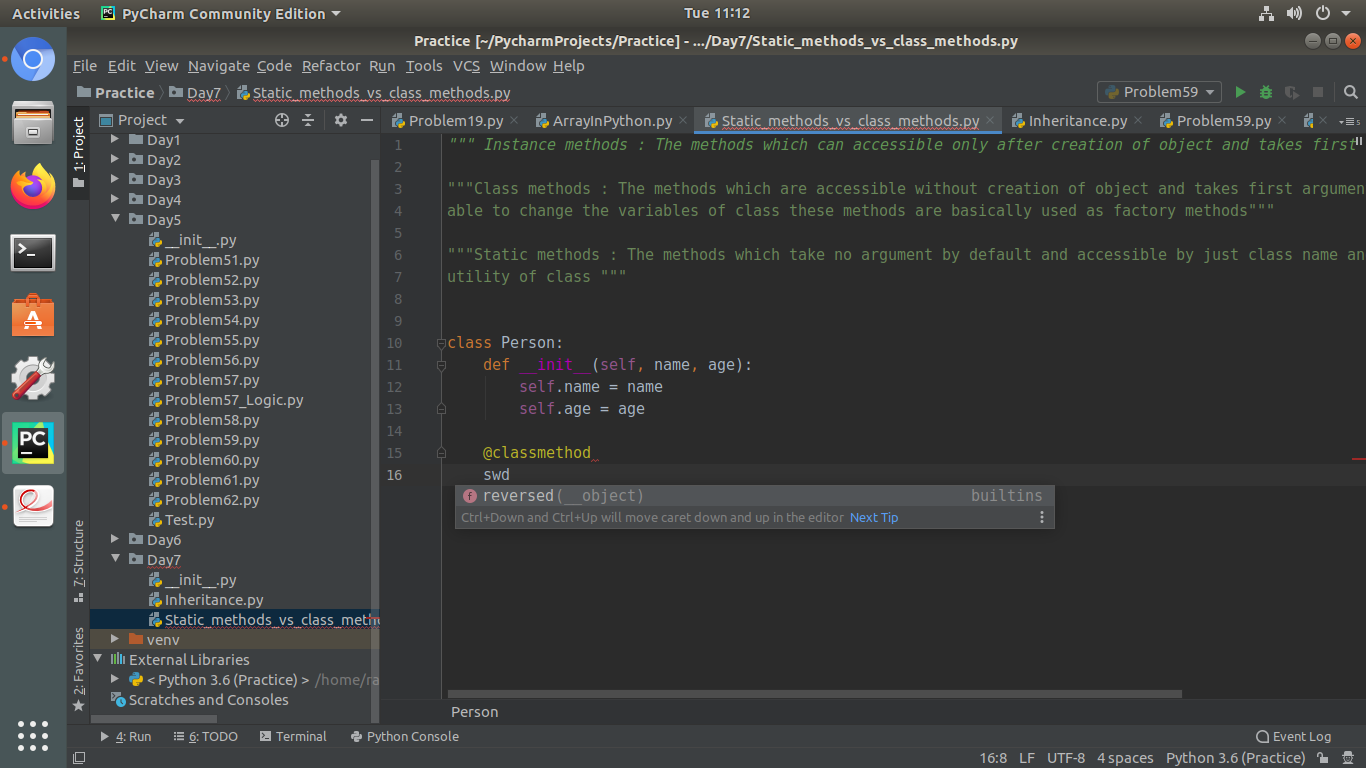 Activities PyCharm Community Edition Tue 11:12
Practice [~/PycharmProjects/Practice] - .../Day7/Static_methods_vs_class_methods.py
File Edit View Navigate Code Refactor Run Tools VCS Window Help
Practice Day7 Static_methods_vs_class_methods.py Problem59
Project Problem19.py ArrayInPython.py Static_methods_vs_class_methods.py Inheritance.py Problem59.py
1: Project
7: Structure
2: Favorites
Day1
Day2
Day3
Day4
Day5
__init__.py
Problem51.py
Problem52.py
Problem53.py
Problem54.py
Problem55.py
Problem56.py
Problem57.py
Problem57_Logic.py
Problem58.py
Problem59.py
Problem60.py
Problem61.py
Problem62.py
Test.py
Day6
Day7
__init__.py
Inheritance.py
Static_methods_vs_class_meth
venv
External Libraries
< Python 3.6 (Practice) > /home/ra
Scratches and Consoles
1 """ Instance methods : The methods which can accessible only after creation of object and takes first
2
3 """Class methods : The methods which are accessible without creation of object and takes first argumen
4 able to change the variables of class these methods are basically used as factory methods"""
5
6 """Static methods : The methods which take no argument by default and accessible by just class name an
7 utility of class """
8
9
10 class Person:
11 def __init__(self, name, age):
12 self.name = name
13 self.age = age
14
15 @classmethod
16 swd
f reversed(__object) builtins
Ctrl+Down and Ctrl+Up will move caret down and up in the editor Next Tip
Person
4: Run 6: TODO Terminal Python Console Event Log
16:8 LF UTF-8 4 spaces Python 3.6 (Practice)
PC